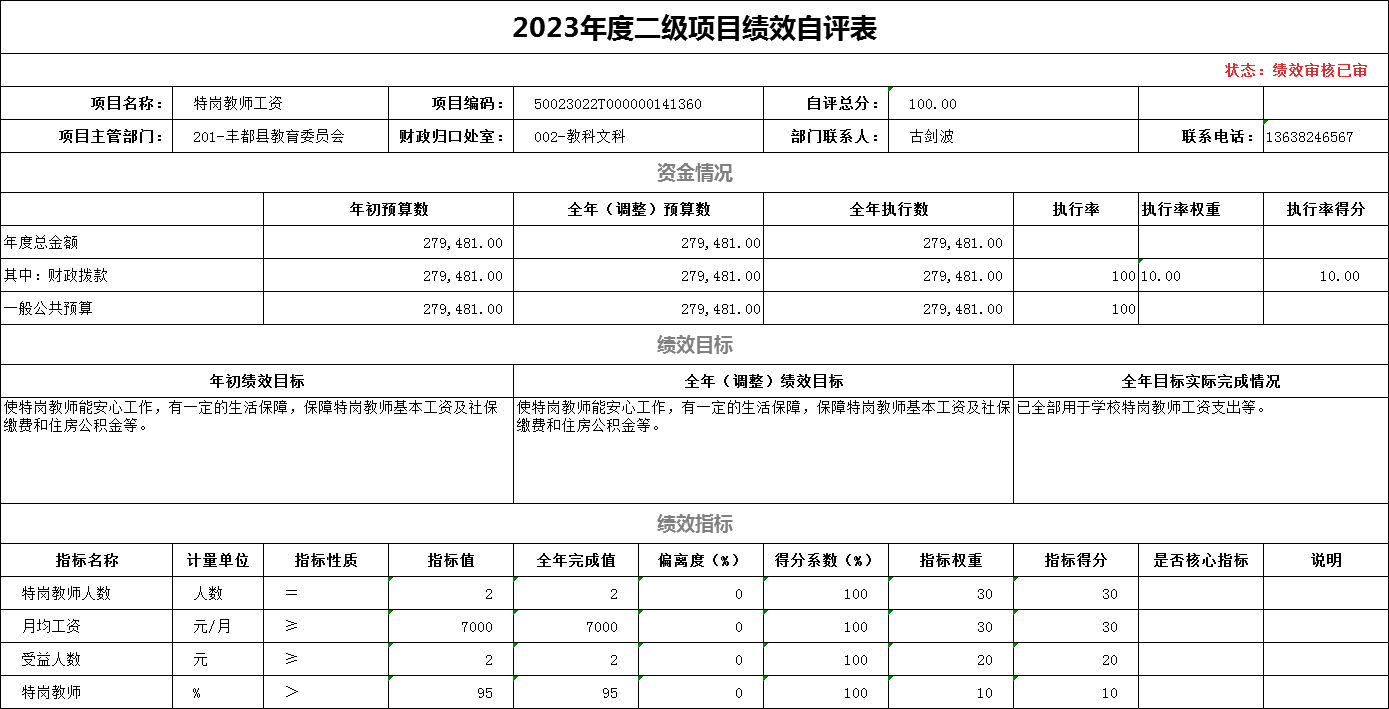 2023年度二级项目绩效自评表
状态：绩效审核已审
项目名称： 特岗教师工资 项目编码： 50023022T000000141360 自评总分： 100.00
项目主管部门： 201-丰都县教育委员会 财政归口处室： 002-教科文科 部门联系人： 古剑波 联系电话： 13638246567
资金情况
年初预算数 全年（调整）预算数 全年执行数 执行率 执行率权重 执行率得分
年度总金额 279,481.00 279,481.00 279,481.00
其中：财政拨款 279,481.00 279,481.00 279,481.00 100 10.00 10.00
一般公共预算 279,481.00 279,481.00 279,481.00 100
绩效目标
年初绩效目标 全年（调整）绩效目标 全年目标实际完成情况
使特岗教师能安心工作，有一定的生活保障，保障特岗教师基本工资及社保
缴费和住房公积金等。
使特岗教师能安心工作，有一定的生活保障，保障特岗教师基本工资及社保
缴费和住房公积金等。
已全部用于学校特岗教师工资支出等。
绩效指标
指标名称 计量单位 指标性质 指标值 全年完成值 偏离度（%） 得分系数（%） 指标权重 指标得分 是否核心指标 说明
特岗教师人数 人数 ＝ 2 2 0 100 30 30
月均工资 元/月 ≥ 7000 7000 0 100 30 30
受益人数 元 ≥ 2 2 0 100 20 20
特岗教师 % ＞ 95 95 0 100 10 10